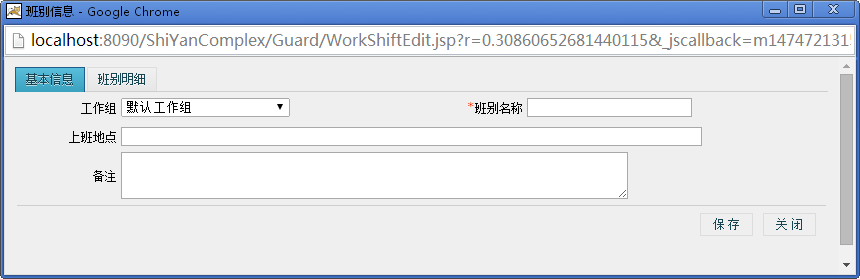 班别信息 - Google Chrome
localhost:8090/ShiYanComplex/Guard/WorkShiftEdit.jsp?r=0.30860652681440115&_jscallback=m147472131
基本信息 班别明细
工作组 默认工作组 *班别名称
上班地点
备注
保存 关闭